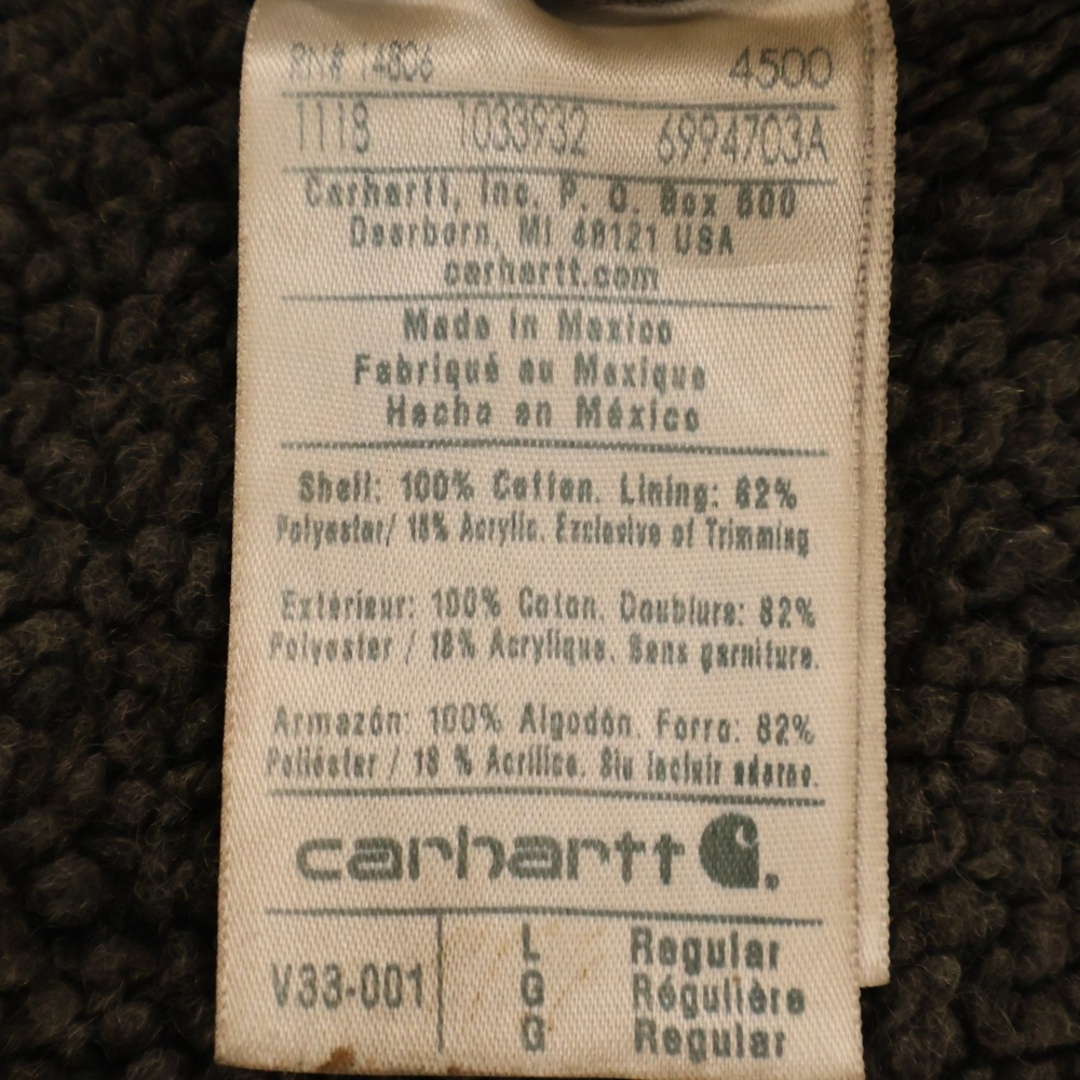 RN# 14806 4500
1118 1033932 6994703A
Carhartt, Inc. P. O. Box 600
Dearborn, MI 48121 USA
carhartt.com
Made in Mexico
Fabriqué au Mexique
Hecho en México
Shell: 100% Cotton. Lining: 82%
Polyester/ 18% Acrylic. Exclusive of Trimming
Extérieur: 100% Coton. Doublure: 82%
Polyester / 18% Acrylique. Sans garniture.
Armazón: 100% Algodón. Forro: 82%
Poliéster / 18 % Acrílico. Sin incluir adorno.
carhartt
V33-001 L Regular
G Régulière
G Regular